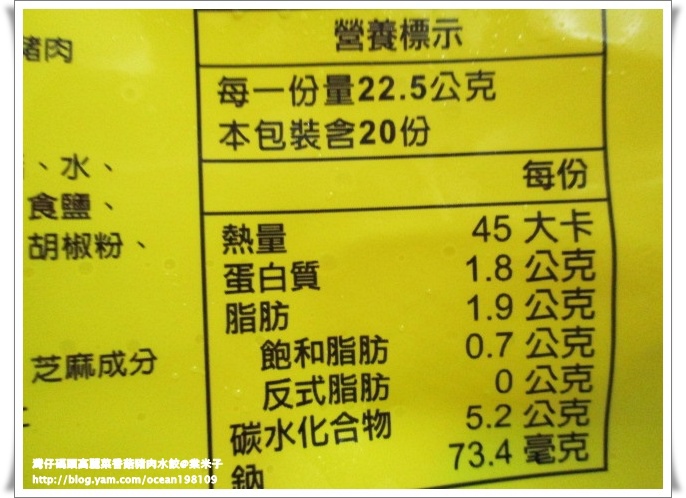 豬肉
、水、
食鹽、
胡椒粉、
芝麻成分
營養標示
每一份量22.5公克
本包裝含20份
每份
熱量 45 大卡
蛋白質 1.8 公克
脂肪 1.9 公克
飽和脂肪 0.7 公克
反式脂肪 0 公克
碳水化合物 5.2 公克
鈉 73.4 毫克
灣仔碼頭高麗菜香菇豬肉水餃@紫米子
http://blog.yam.com/ocean198109